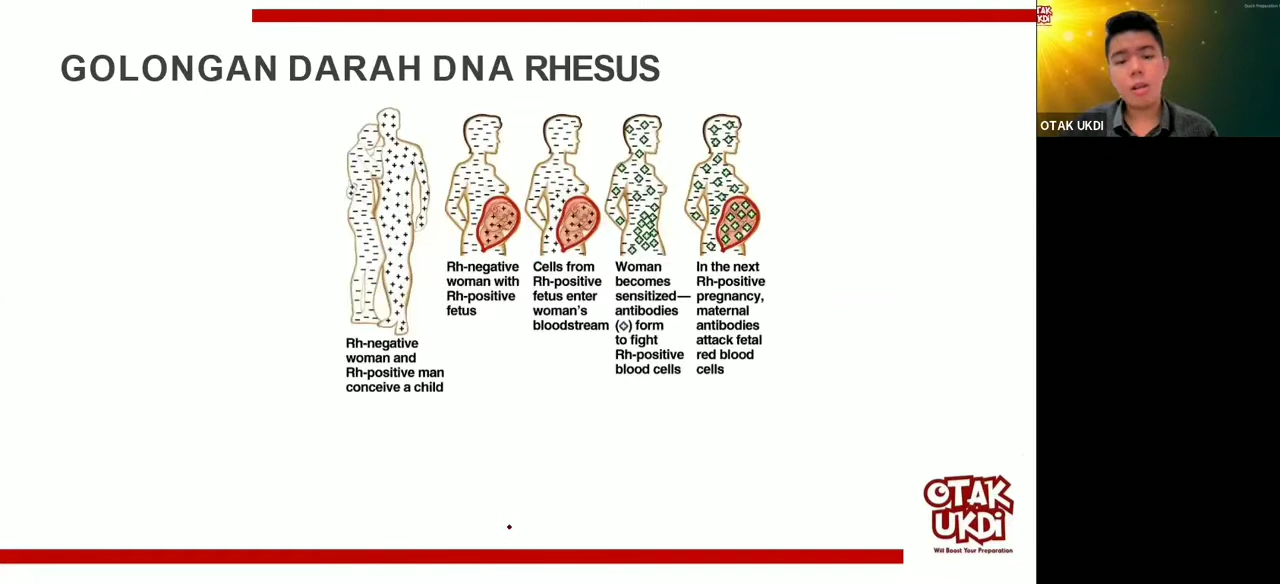 GOLONGAN DARAH DNA RHESUS
Rh-negative
woman and
Rh-positive man
conceive a child
Rh-negative
woman with
Rh-positive
fetus
Cells from
Rh-positive
fetus enter
woman's
bloodstream
Woman
becomes
sensitized—
antibodies
(◇) form
to fight
Rh-positive
blood cells
In the next
Rh-positive
pregnancy,
maternal
antibodies
attack fetal
red blood
cells
OTAK
UKDi
Will Boost Your Preparation
TAK
UKDI
OTAK UKDI